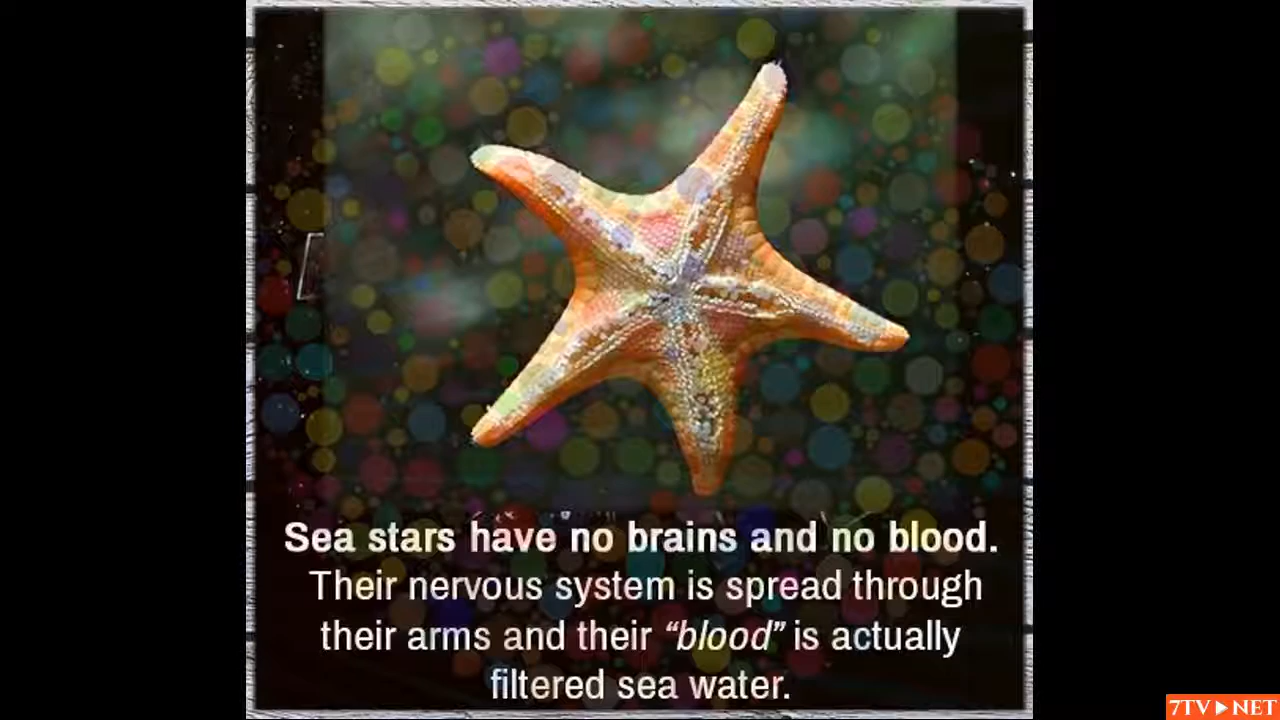 Sea stars have no brains and no blood.
Their nervous system is spread through
their arms and their “blood” is actually
filtered sea water.
7TV NET